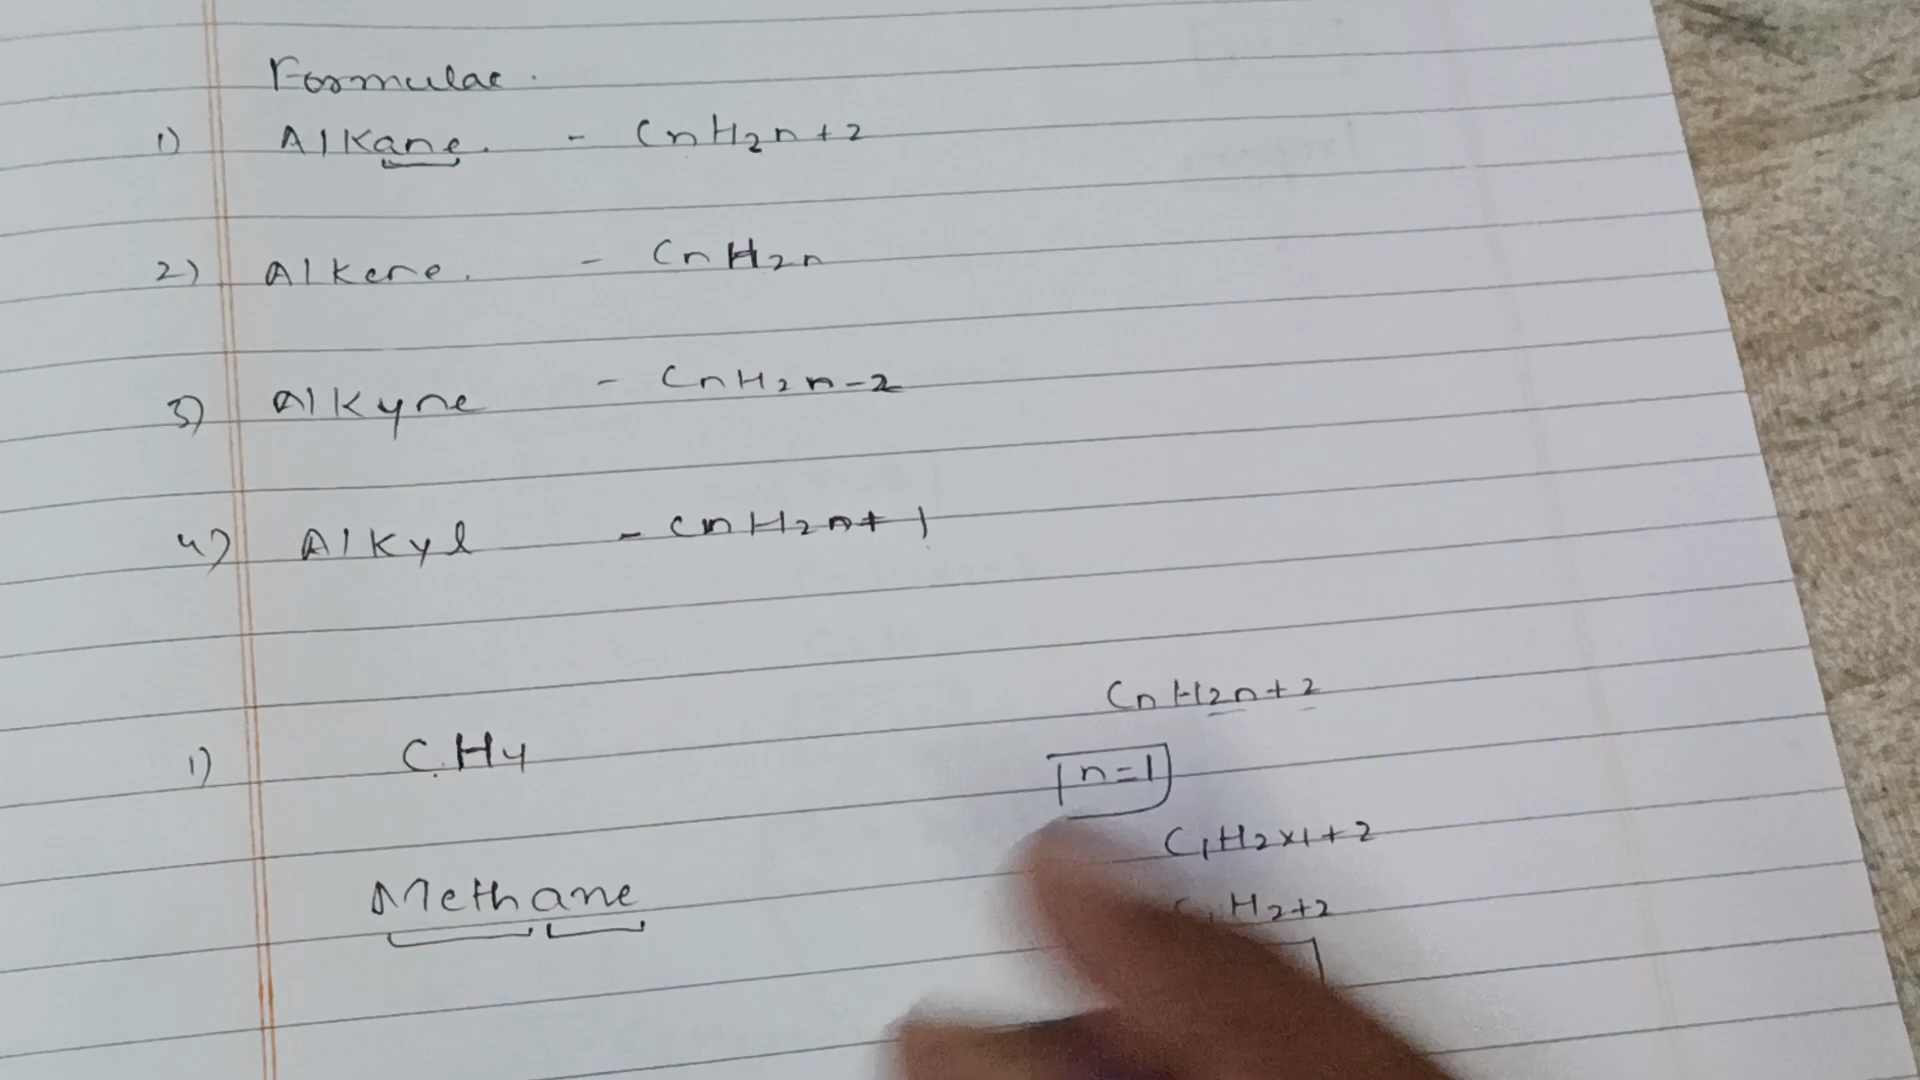 Formulae.
1) Alkane. - CnH2n+2
2) Alkene. - CnH2n
3) Alkyne - CnH2n-2
4) Alkyl - CnH2n+1
CnH2n+2
1) CH4
n=1
C1H2x1+2
Methane
H2+2